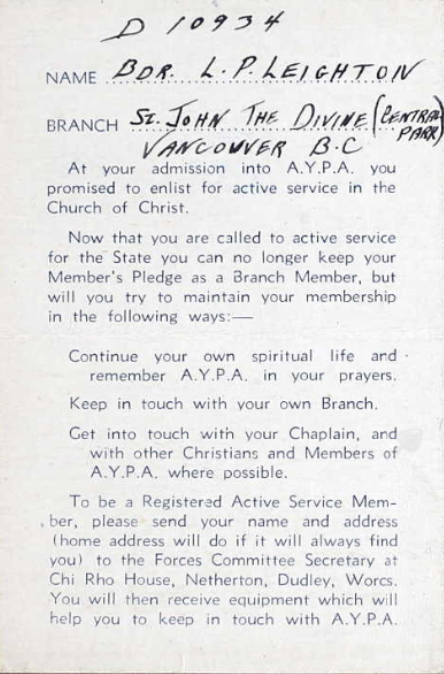 D 10934
NAME BDR. L. P. LEIGHTON
BRANCH ST. JOHN THE DIVINE (CENTRAL PARK)
VANCOUVER B.C
At your admission into A.Y.P.A. you
promised to enlist for active service in the
Church of Christ.
Now that you are called to active service
for the State you can no longer keep your
Member's Pledge as a Branch Member, but
will you try to maintain your membership
in the following ways:—
Continue your own spiritual life and
remember A.Y.P.A. in your prayers.
Keep in touch with your own Branch.
Get into touch with your Chaplain, and
with other Christians and Members of
A.Y.P.A. where possible.
To be a Registered Active Service Mem-
ber, please send your name and address
(home address will do if it will always find
you) to the Forces Committee Secretary at
Chi Rho House, Netherton, Dudley, Worcs.
You will then receive equipment which will
help you to keep in touch with A.Y.P.A.